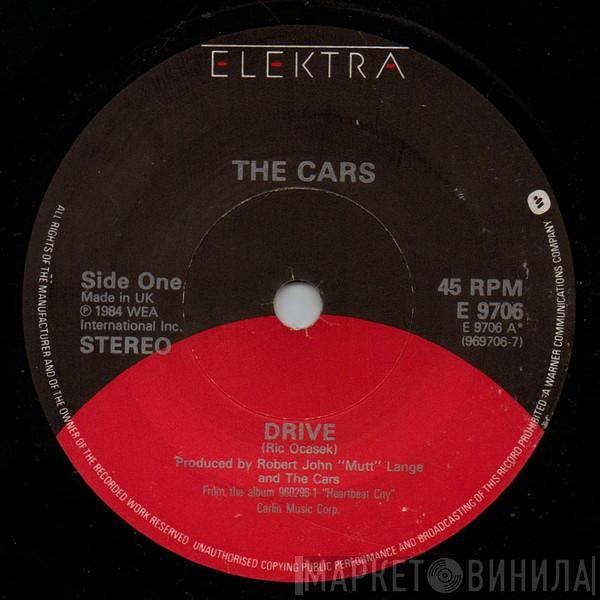 ELEKTRA
THE CARS
Side One
Made in UK
℗ 1984 WEA
International Inc.
STEREO
45 RPM
E 9706
E 9706 A*
(969706-7)
DRIVE
(Ric Ocasek)
Produced by Robert John "Mutt" Lange
and The Cars
From the album 960296-1 "Heartbeat City"
Carlin Music Corp.
ALL RIGHTS OF THE MANUFACTURER AND OF THE OWNER OF THE RECORDED WORK RESERVED. UNAUTHORISED COPYING PUBLIC PERFORMANCE AND BROADCASTING OF THIS RECORD PROHIBITED. A WARNER COMMUNICATIONS COMPANY
МАРКЕТ ВИНИЛА